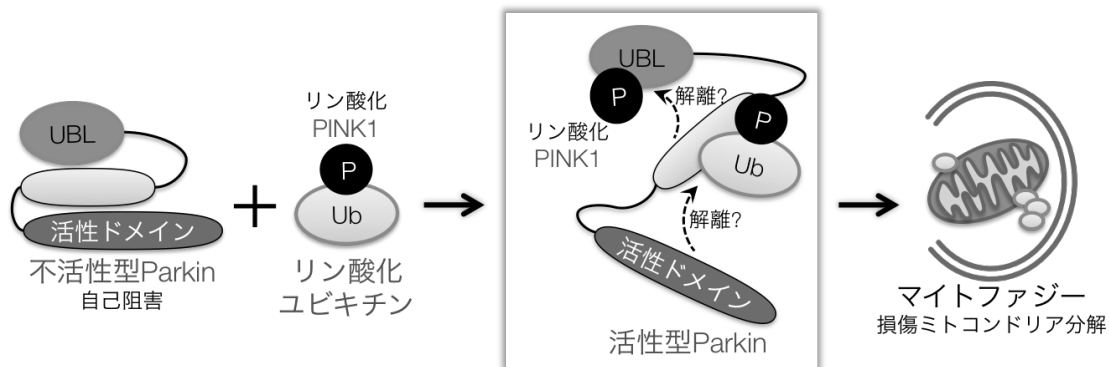 UBL
活性ドメイン
不活性型Parkin
自己阻害
リン酸化
PINK1
P
Ub
リン酸化
ユビキチン
UBL
P
解離?
リン酸化
PINK1
P
Ub
解離?
活性ドメイン
活性型Parkin
マイトファジー
損傷ミトコンドリア分解